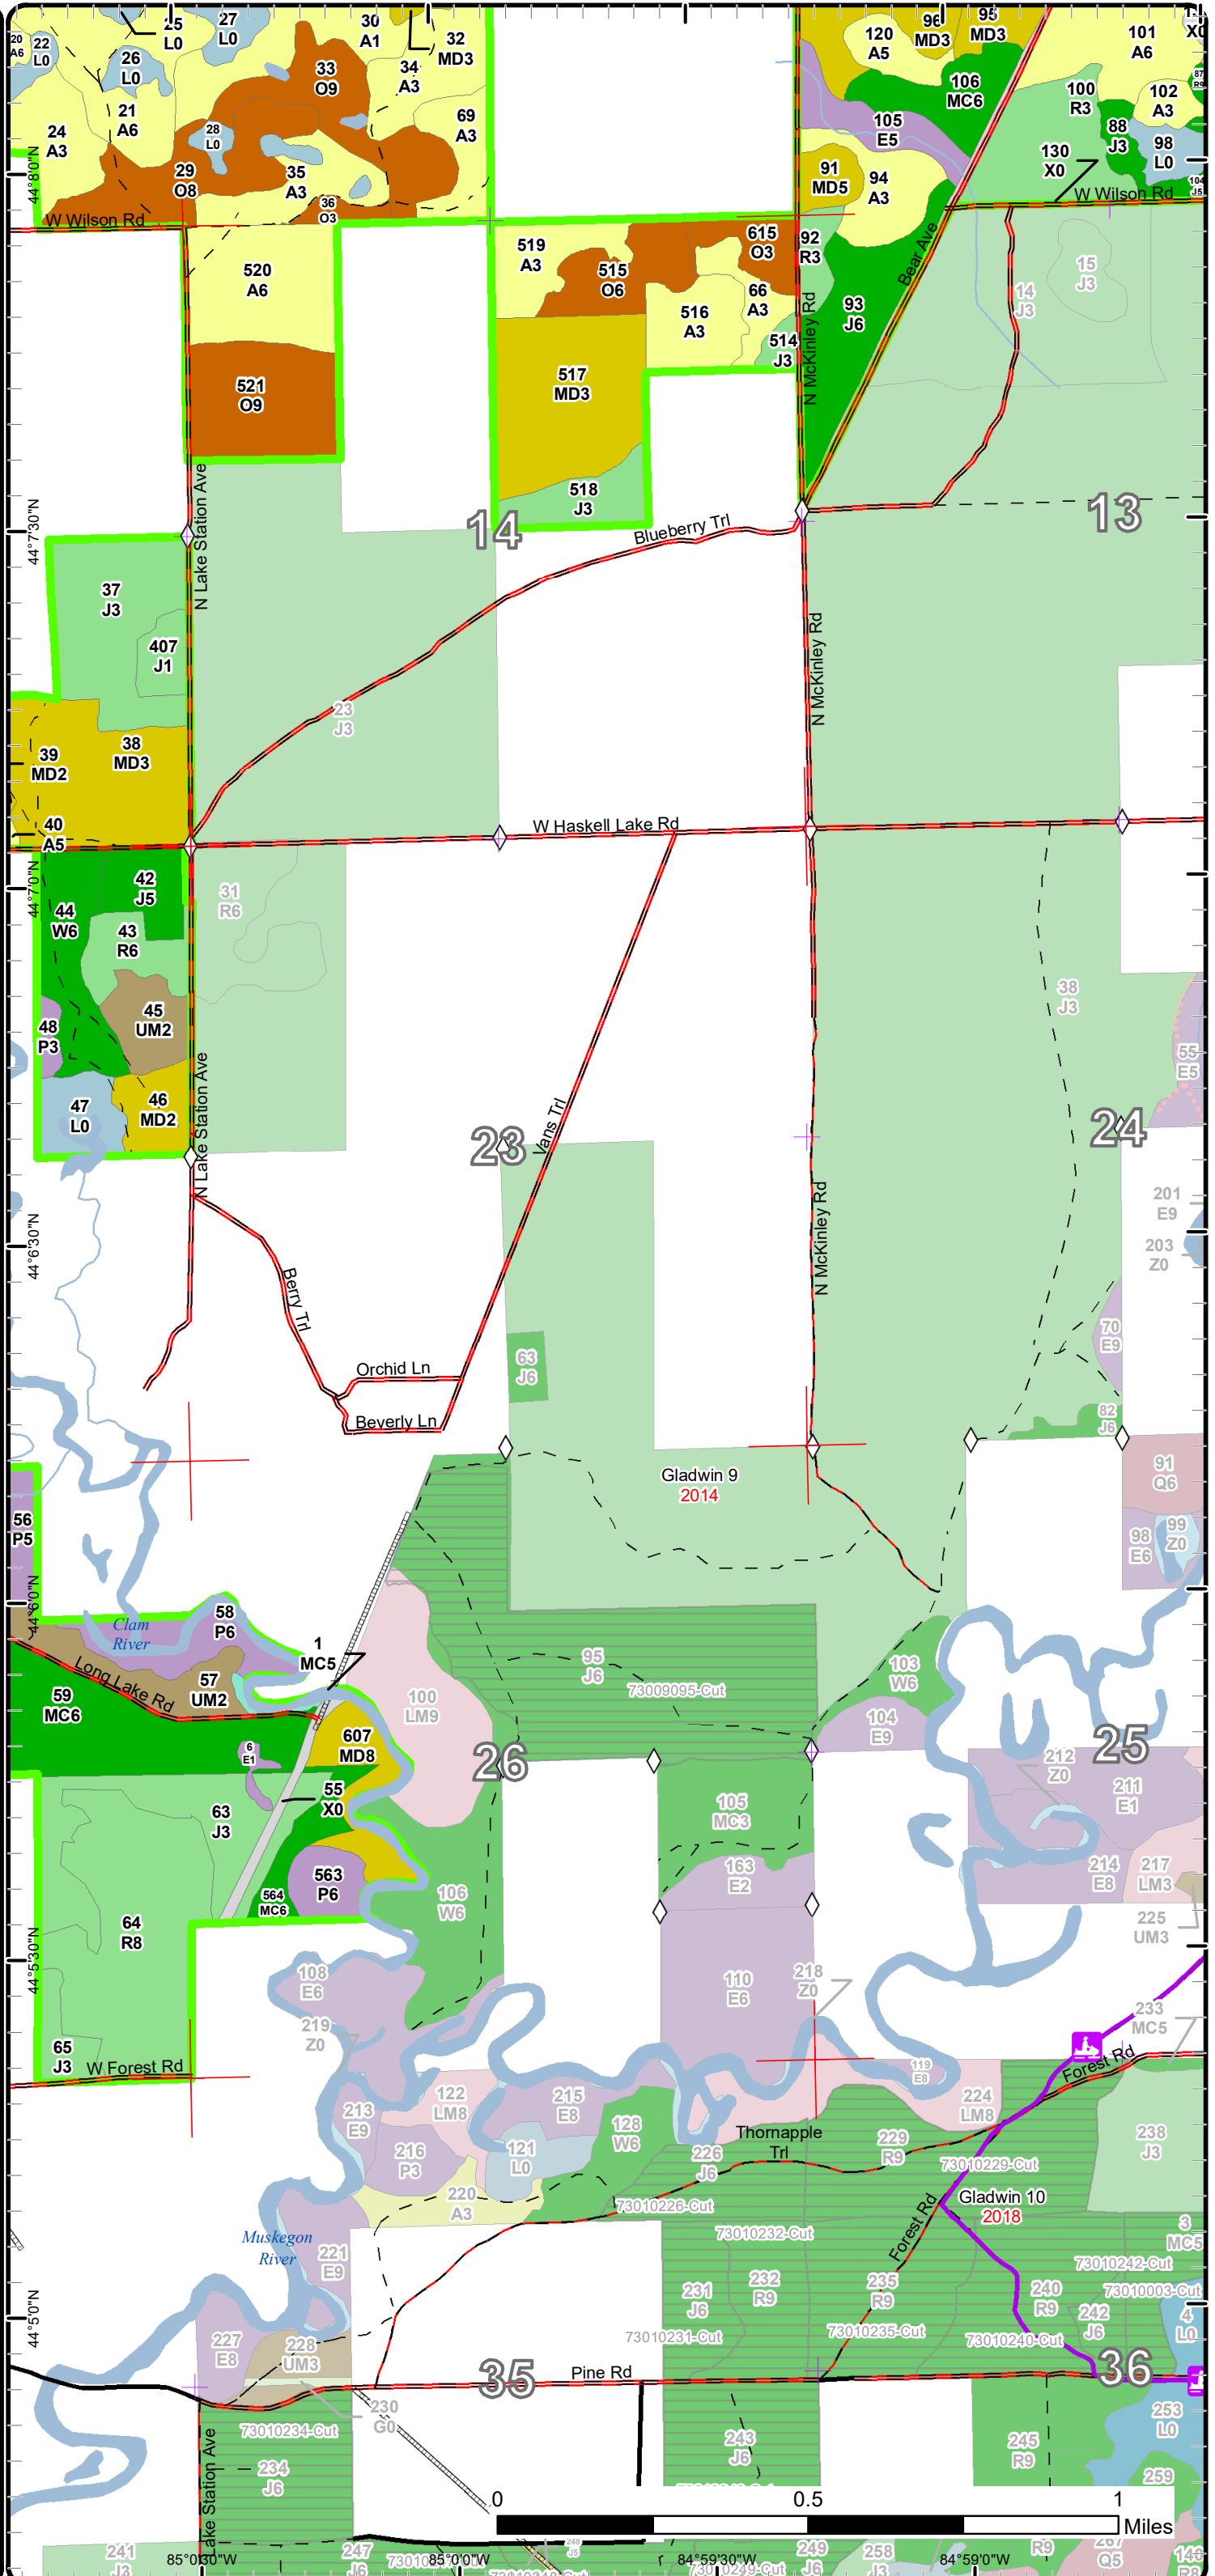 20
A6
22
L0
25
L0
27
L0
26
L0
21
A6
24
A3
28
L0
29
O8
30
A1
32
MD3
33
O9
34
A3
69
A3
35
A3
36
O3
120
A5
96
MD3
95
MD3
106
MC6
105
E5
101
A6
100
R3
102
A3
87
R9
88
J3
98
L0
130
X0
104
J5
91
MD5
94
A3
44°8'0"N
W Wilson Rd
W Wilson Rd
520
A6
519
A3
515
O6
615
O3
92
R3
516
A3
66
A3
93
J6
Bear Ave
14
J3
15
J3
521
O9
517
MD3
514
J3
N McKinley Rd
518
J3
44°7'30"N
N Lake Station Ave
14
Blueberry Trl
13
37
J3
407
J1
N McKinley Rd
23
J3
39
MD2
38
MD3
40
A5
W Haskell Lake Rd
44°7'0"N
42
J5
44
W6
43
R6
31
R6
45
UM2
48
P3
38
J3
55
E5
47
L0
46
MD2
N Lake Station Ave
23
Vans Trl
24
201
E9
203
Z0
44°6'30"N
N McKinley Rd
Berry Trl
63
J6
70
E9
Orchid Ln
Beverly Ln
82
J6
91
Q6
Gladwin 9
2014
56
P5
98
E6
99
Z0
44°6'0"N
Clam
River
58
P6
1
MC5
57
UM2
Long Lake Rd
59
MC6
95
J6
73009095-Cut
103
W6
100
LM9
104
E9
6
E1
607
MD8
26
25
212
Z0
211
E1
55
X0
63
J3
105
MC3
163
E2
214
E8
217
LM3
563
P6
564
MC6
106
W6
64
R8
225
UM3
44°5'30"N
108
E6
110
E6
218
Z0
219
Z0
233
MC5
65
J3
W Forest Rd
Forest Rd
119
E8
122
LM8
215
E8
213
E9
128
W6
224
LM8
216
P3
121
L0
226
J6
Thornapple
Trl
229
R9
238
J3
73010229-Cut
220
A3
73010226-Cut
Gladwin 10
2018
Forest Rd
Muskegon
River
221
E9
73010232-Cut
3
MC5
73010242-Cut
73010003-Cut
231
J6
232
R9
235
R9
240
R9
242
J6
4
L0
44°5'0"N
227
E8
228
UM3
73010231-Cut
73010235-Cut
73010240-Cut
35
Pine Rd
36
230
G0
73010234-Cut
Lake Station Ave
234
J6
243
J6
245
R9
253
L0
259
0
0.5
1
Miles
241
J3
247
J6
248
J5
249
J6
258
J3
R9
267
Q5
85°0'30"W
85°0'0"W
84°59'30"W
84°59'0"W